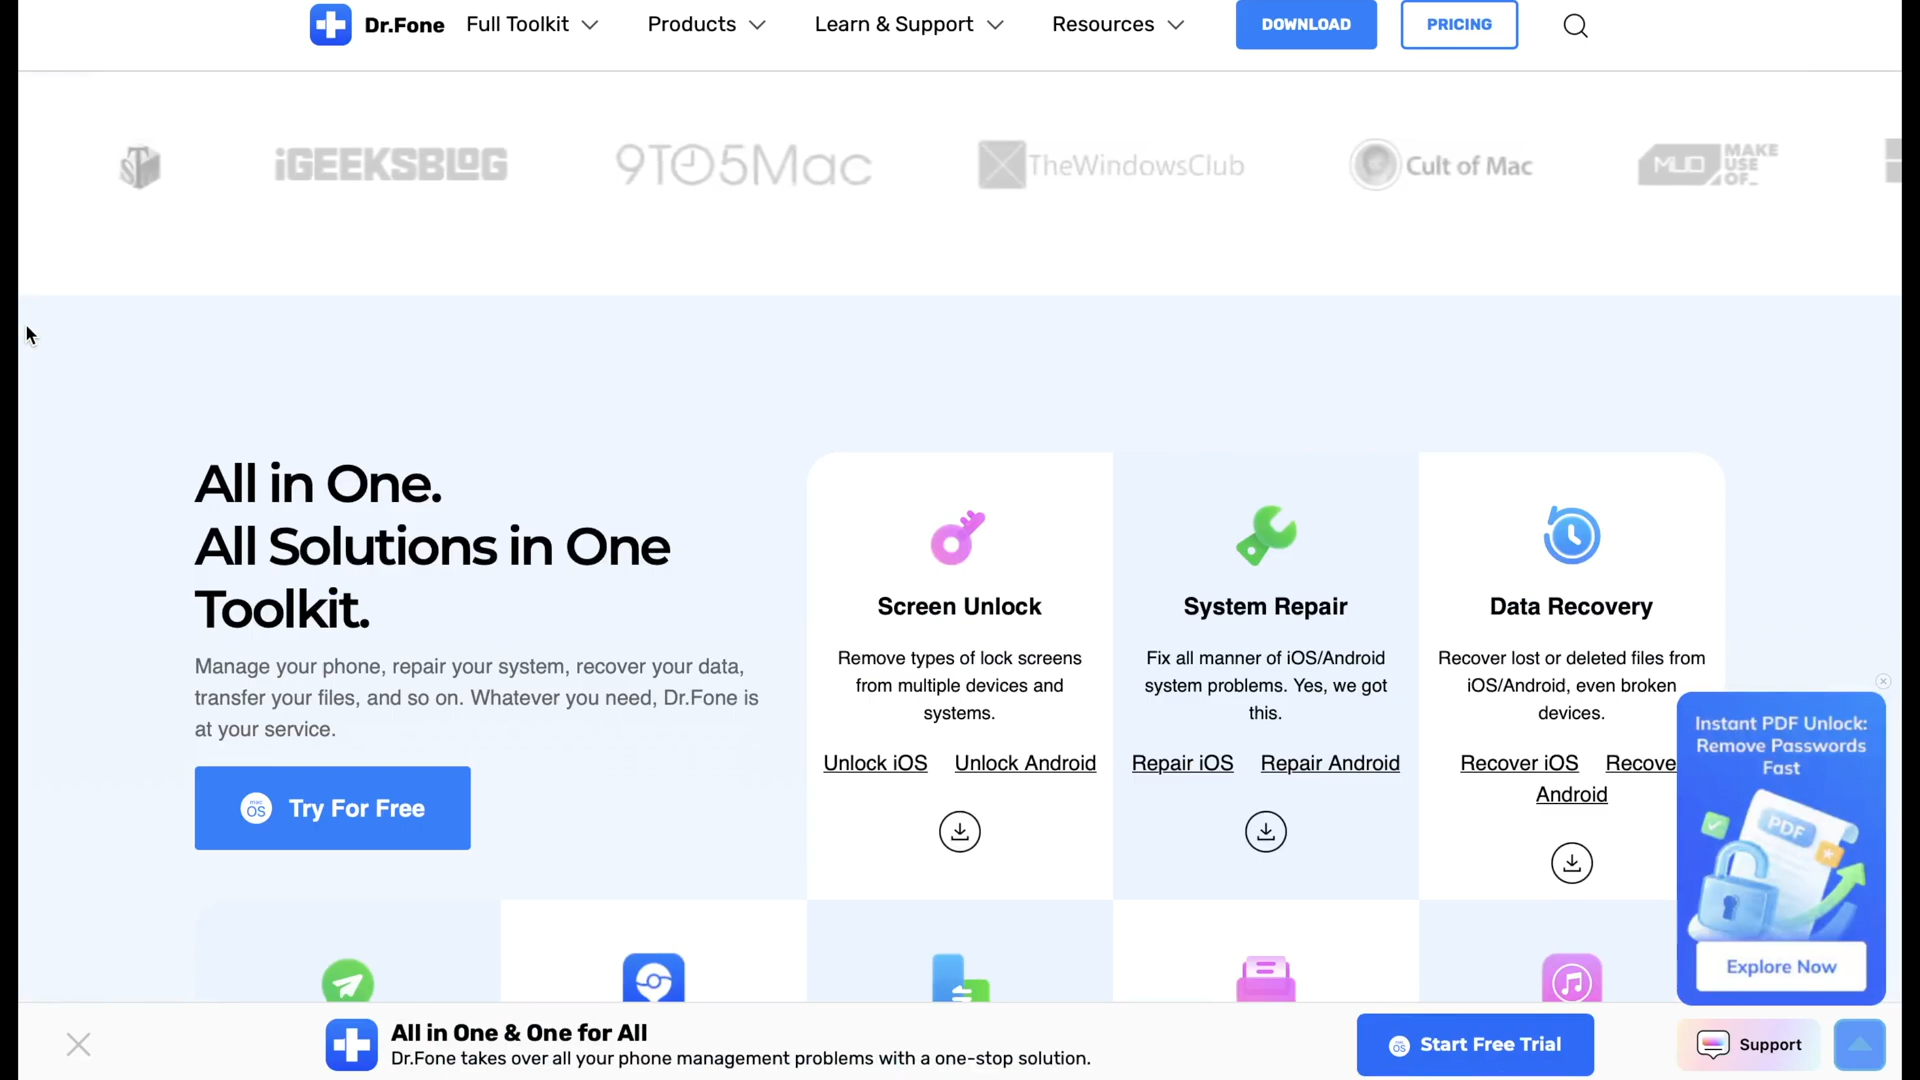 Dr.Fone Full Toolkit Products Learn & Support Resources DOWNLOAD PRICING
ST iGEEKSBLOG 9TO5Mac TheWindowsClub Cult of Mac MUO MAKE USE OF_
All in One.
All Solutions in One
Toolkit.
Manage your phone, repair your system, recover your data,
transfer your files, and so on. Whatever you need, Dr.Fone is
at your service.
mac OS Try For Free
Screen Unlock
Remove types of lock screens
from multiple devices and
systems.
Unlock iOS Unlock Android
System Repair
Fix all manner of iOS/Android
system problems. Yes, we got
this.
Repair iOS Repair Android
Data Recovery
Recover lost or deleted files from
iOS/Android, even broken
devices.
Recover iOS Recove
Android
Instant PDF Unlock:
Remove Passwords
Fast
PDF
Explore Now
All in One & One for All
Dr.Fone takes over all your phone management problems with a one-stop solution.
mac OS Start Free Trial
Support